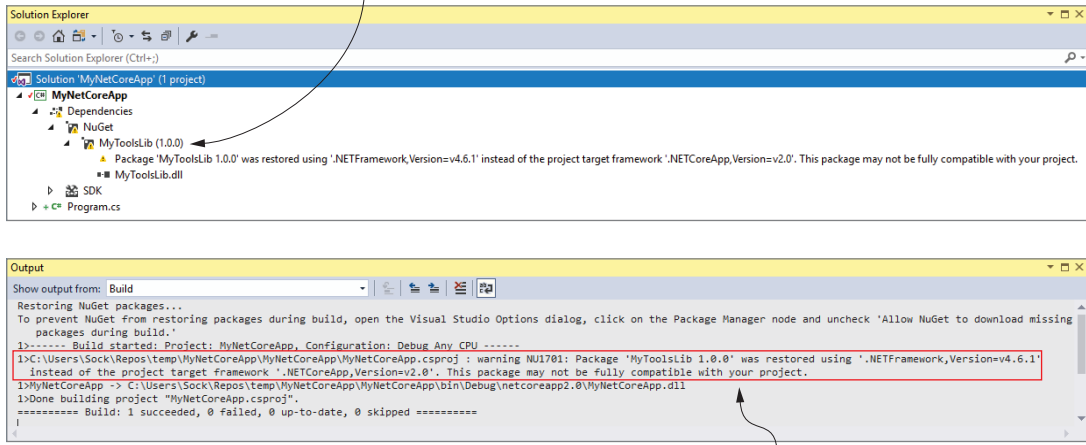 Solution Explorer
Search Solution Explorer (Ctrl+;)
Solution 'MyNetCoreApp' (1 project)
C# MyNetCoreApp
Dependencies
NuGet
MyToolsLib (1.0.0)
Package 'MyToolsLib 1.0.0' was restored using '.NETFramework,Version=v4.6.1' instead of the project target framework '.NETCoreApp,Version=v2.0'. This package may not be fully compatible with your project.
MyToolsLib.dll
SDK
+ C# Program.cs
Output
Show output from: Build
Restoring NuGet packages...
To prevent NuGet from restoring packages during build, open the Visual Studio Options dialog, click on the Package Manager node and uncheck 'Allow NuGet to download missing
packages during build.'
1>------ Build started: Project: MyNetCoreApp, Configuration: Debug Any CPU ------
1>C:\Users\Sock\Repos\temp\MyNetCoreApp\MyNetCoreApp\MyNetCoreApp.csproj : warning NU1701: Package 'MyToolsLib 1.0.0' was restored using '.NETFramework,Version=v4.6.1'
instead of the project target framework '.NETCoreApp,Version=v2.0'. This package may not be fully compatible with your project.
1>MyNetCoreApp -> C:\Users\Sock\Repos\temp\MyNetCoreApp\MyNetCoreApp\bin\Debug\netcoreapp2.0\MyNetCoreApp.dll
1>Done building project "MyNetCoreApp.csproj".
========== Build: 1 succeeded, 0 failed, 0 up-to-date, 0 skipped ==========